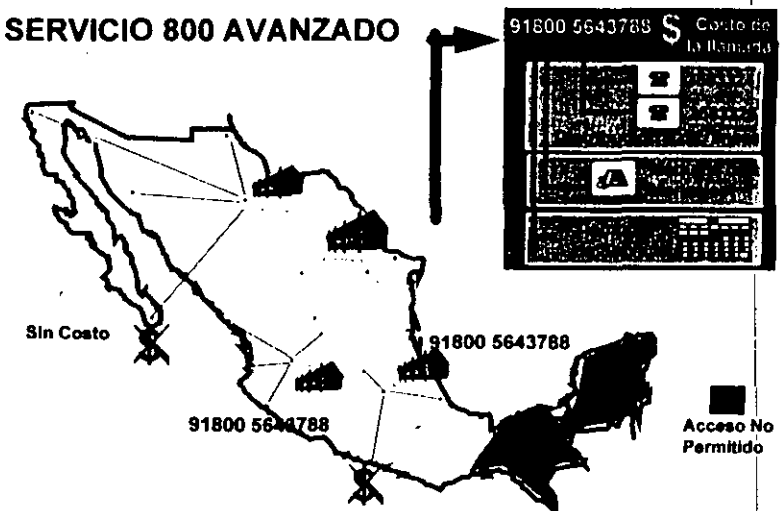 SERVICIO 800 AVANZADO
91800 5643788 $ Costo de
la llamada
Sin Costo
91800 5643788
91800 5643788
Acceso No
Permitido